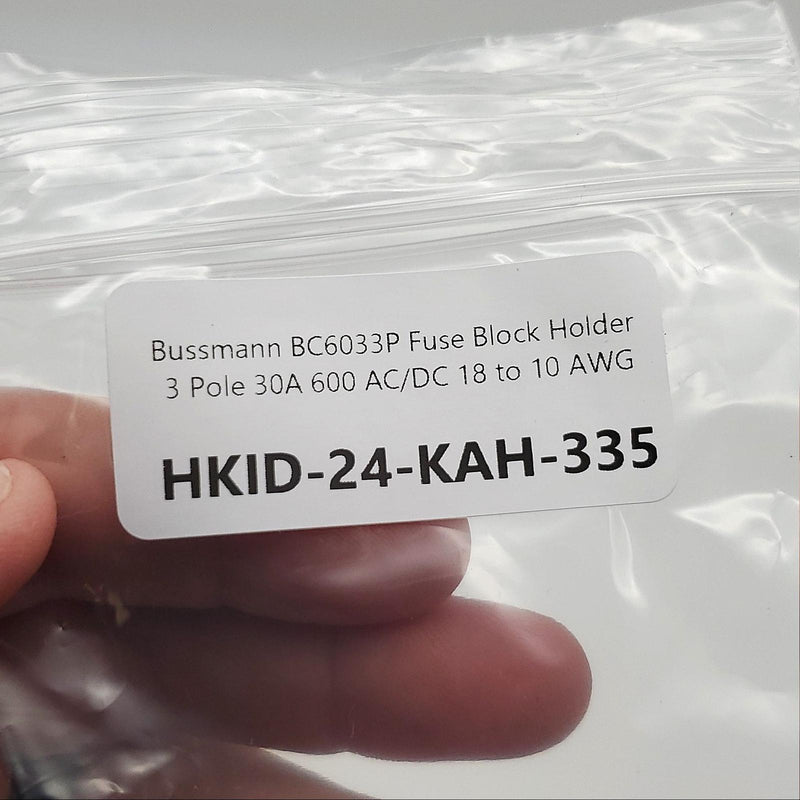 Bussmann BC6033P Fuse Block Holder
3 Pole 30A 600 AC/DC 18 to 10 AWG
HKID-24-KAH-335